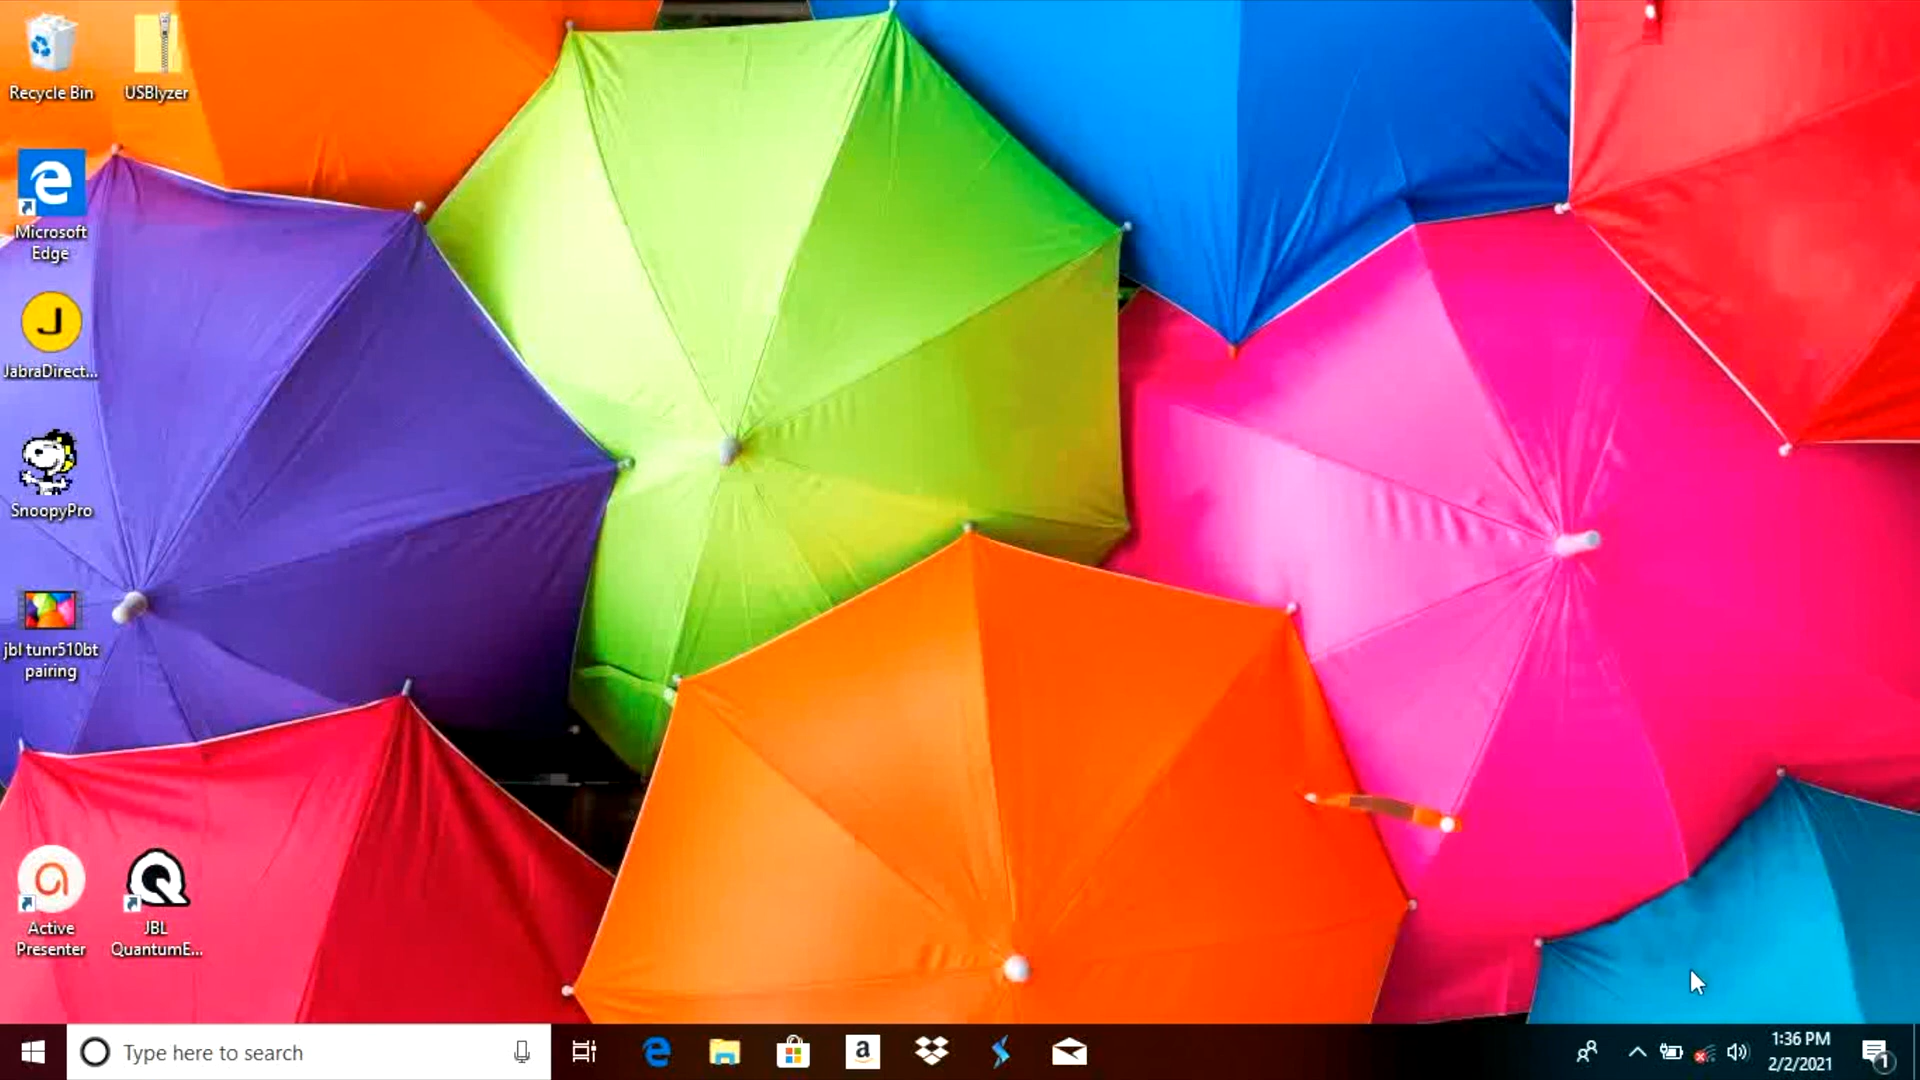 Recycle Bin
USBlyzer
Microsoft
Edge
JabraDirect...
SnoopyPro
jbl tunr510bt
pairing
Active
Presenter
JBL
QuantumE...
Type here to search
1:36 PM
2/2/2021
1